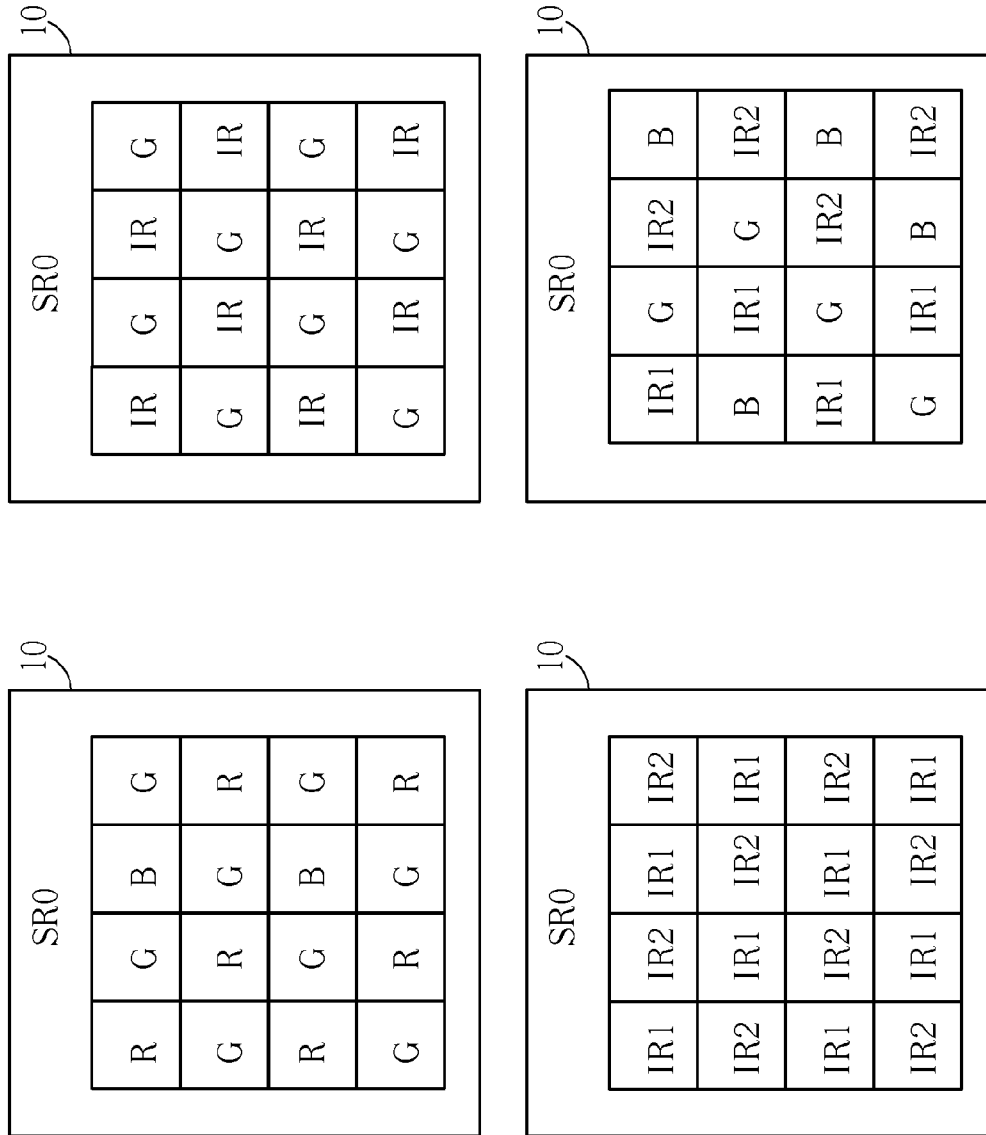 10
SR0
R G B G
G R G R
R G B G
G R G R
10
SR0
IR G IR G
G IR G IR
IR G IR G
G IR G IR
10
SR0
IR1 IR2 IR1 IR2
IR2 IR1 IR2 IR1
IR1 IR2 IR1 IR2
IR2 IR1 IR2 IR1
10
SR0
IR1 G IR2 B
B IR1 G IR2
IR1 G IR2 B
G IR1 B IR2